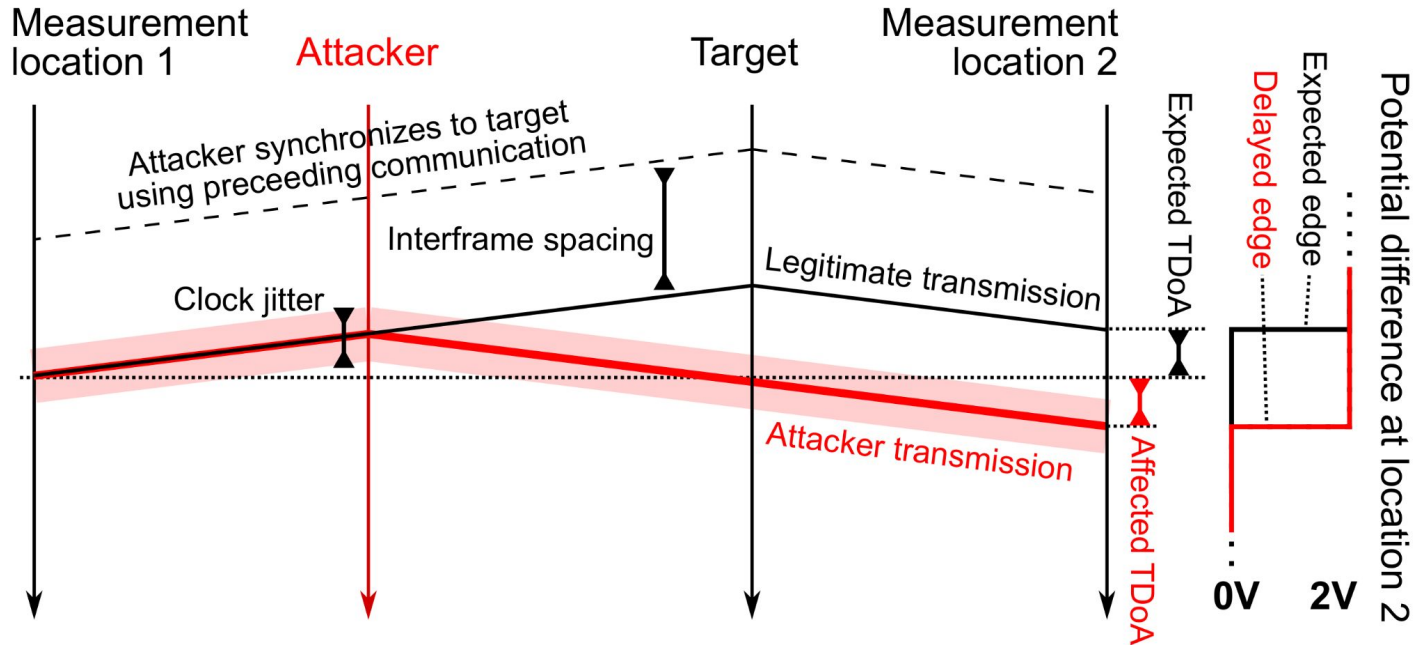 Measurement
location 1
Attacker
Target
Measurement
location 2
Attacker synchronizes to target
using preceeding communication
Interframe spacing
Clock jitter
Legitimate transmission
Attacker transmission
Expected TDoA
Affected TDoA
Delayed edge
Expected edge
Potential difference at location 2
0V
2V